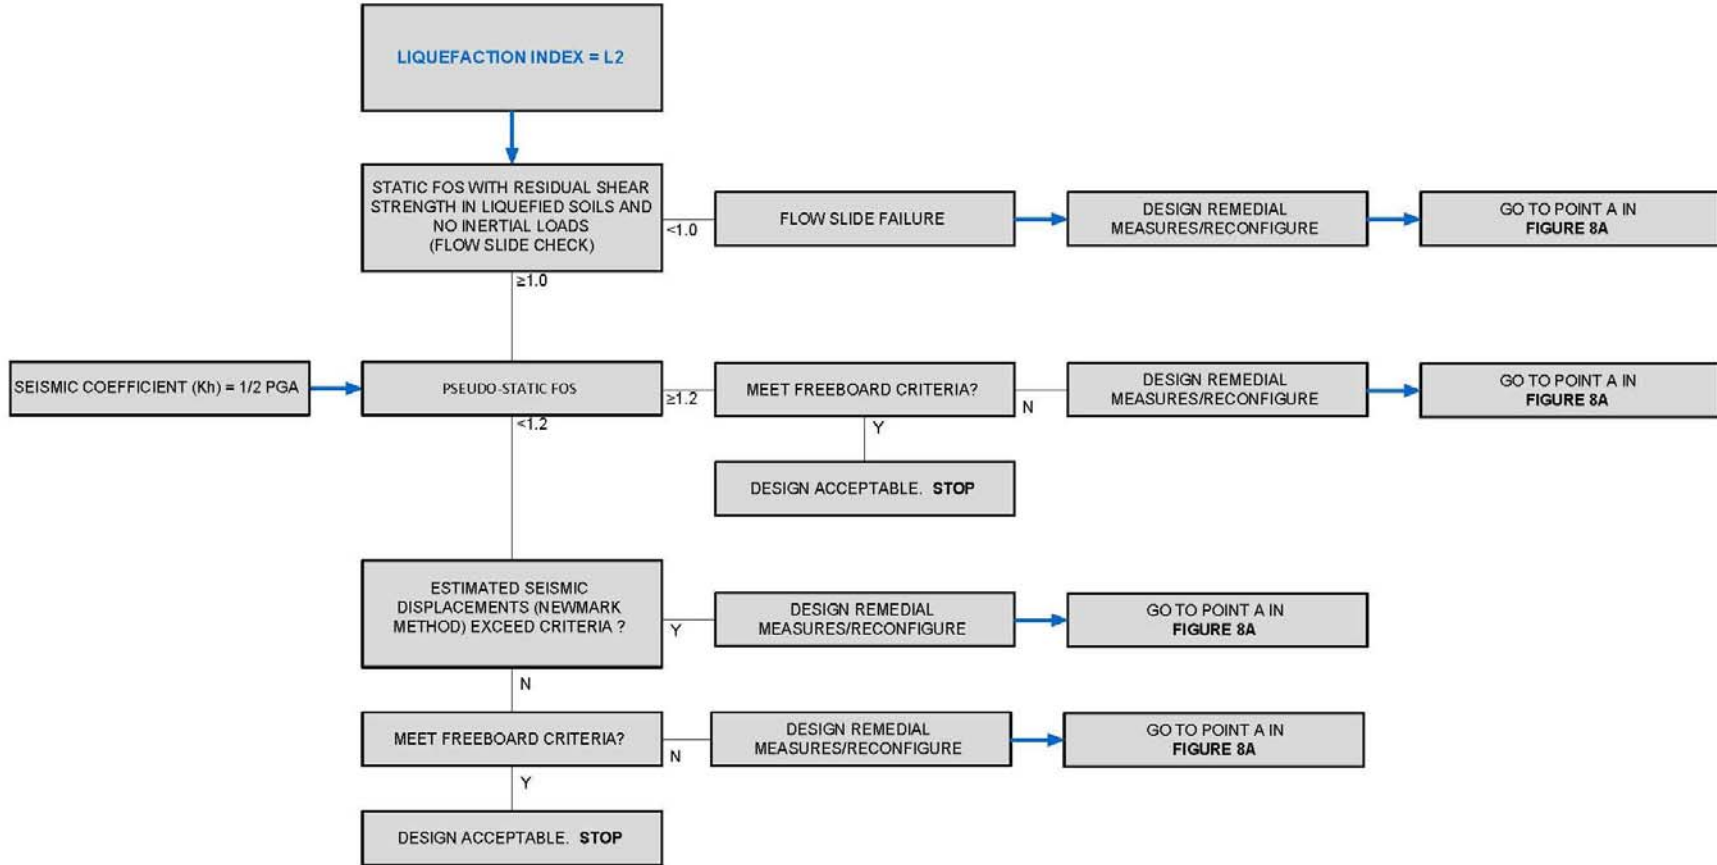 LIQUEFACTION INDEX = L2
STATIC FOS WITH RESIDUAL SHEAR
STRENGTH IN LIQUEFIED SOILS AND
NO INERTIAL LOADS
(FLOW SLIDE CHECK)
<1.0
FLOW SLIDE FAILURE
DESIGN REMEDIAL
MEASURES/RECONFIGURE
GO TO POINT A IN
FIGURE 8A
≥1.0
SEISMIC COEFFICIENT (Kh) = 1/2 PGA
PSEUDO-STATIC FOS
≥1.2
MEET FREEBOARD CRITERIA?
N
DESIGN REMEDIAL
MEASURES/RECONFIGURE
GO TO POINT A IN
FIGURE 8A
<1.2
Y
DESIGN ACCEPTABLE. STOP
ESTIMATED SEISMIC
DISPLACEMENTS (NEWMARK
METHOD) EXCEED CRITERIA ?
Y
DESIGN REMEDIAL
MEASURES/RECONFIGURE
GO TO POINT A IN
FIGURE 8A
N
MEET FREEBOARD CRITERIA?
N
DESIGN REMEDIAL
MEASURES/RECONFIGURE
GO TO POINT A IN
FIGURE 8A
Y
DESIGN ACCEPTABLE. STOP